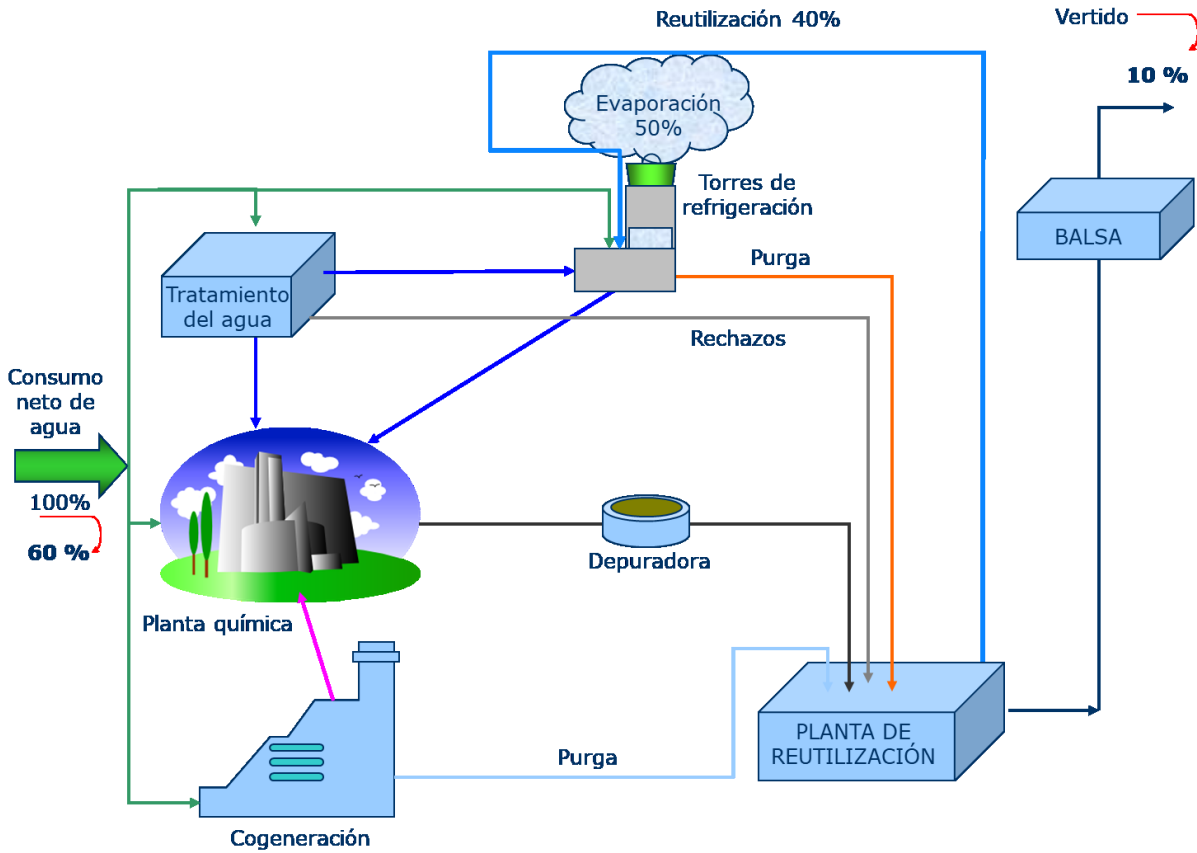 Reutilización 40%
Vertido
10 %
Evaporación
50%
Torres de
refrigeración
BALSA
Purga
Tratamiento
del agua
Rechazos
Consumo
neto de
agua
100%
60 %
Depuradora
Planta química
PLANTA DE
REUTILIZACIÓN
Purga
Cogeneración